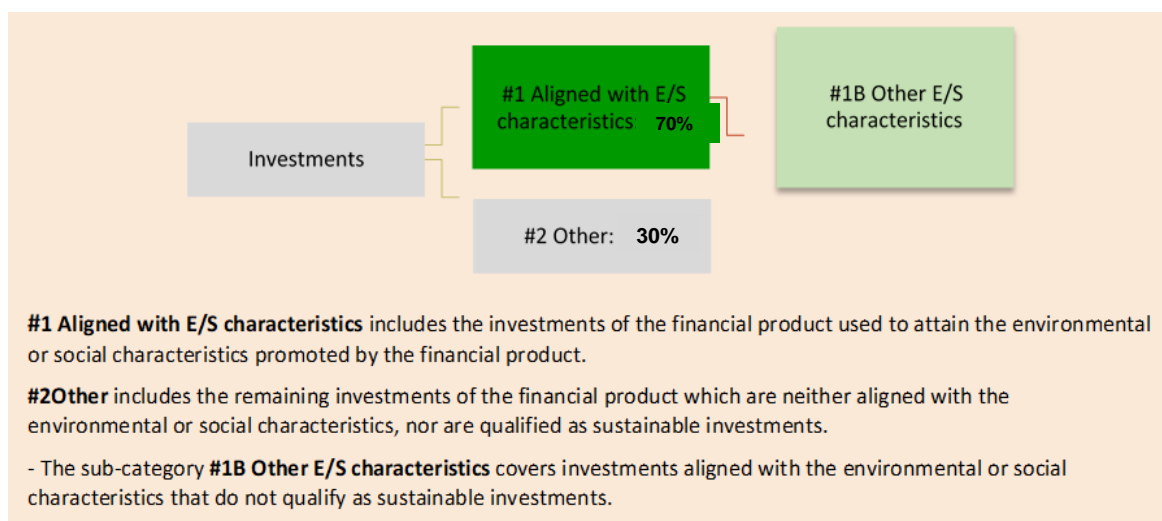 #1 Aligned with E/S
characteristics: 70%
#1B Other E/S
characteristics
Investments
#2 Other: 30%
#1 Aligned with E/S characteristics includes the investments of the financial product used to attain the environmental
or social characteristics promoted by the financial product.
#2Other includes the remaining investments of the financial product which are neither aligned with the
environmental or social characteristics, nor are qualified as sustainable investments.
- The sub-category #1B Other E/S characteristics covers investments aligned with the environmental or social
characteristics that do not qualify as sustainable investments.